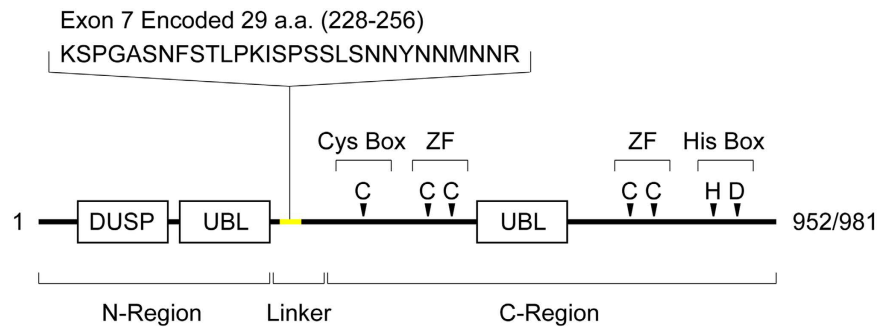 Exon 7 Encoded 29 a.a. (228-256)
KSPGASNFSTLPKISPSSLSNNYNNMNNR
Cys Box ZF ZF His Box
C C C C C H D
1 DUSP UBL UBL 952/981
N-Region Linker C-Region